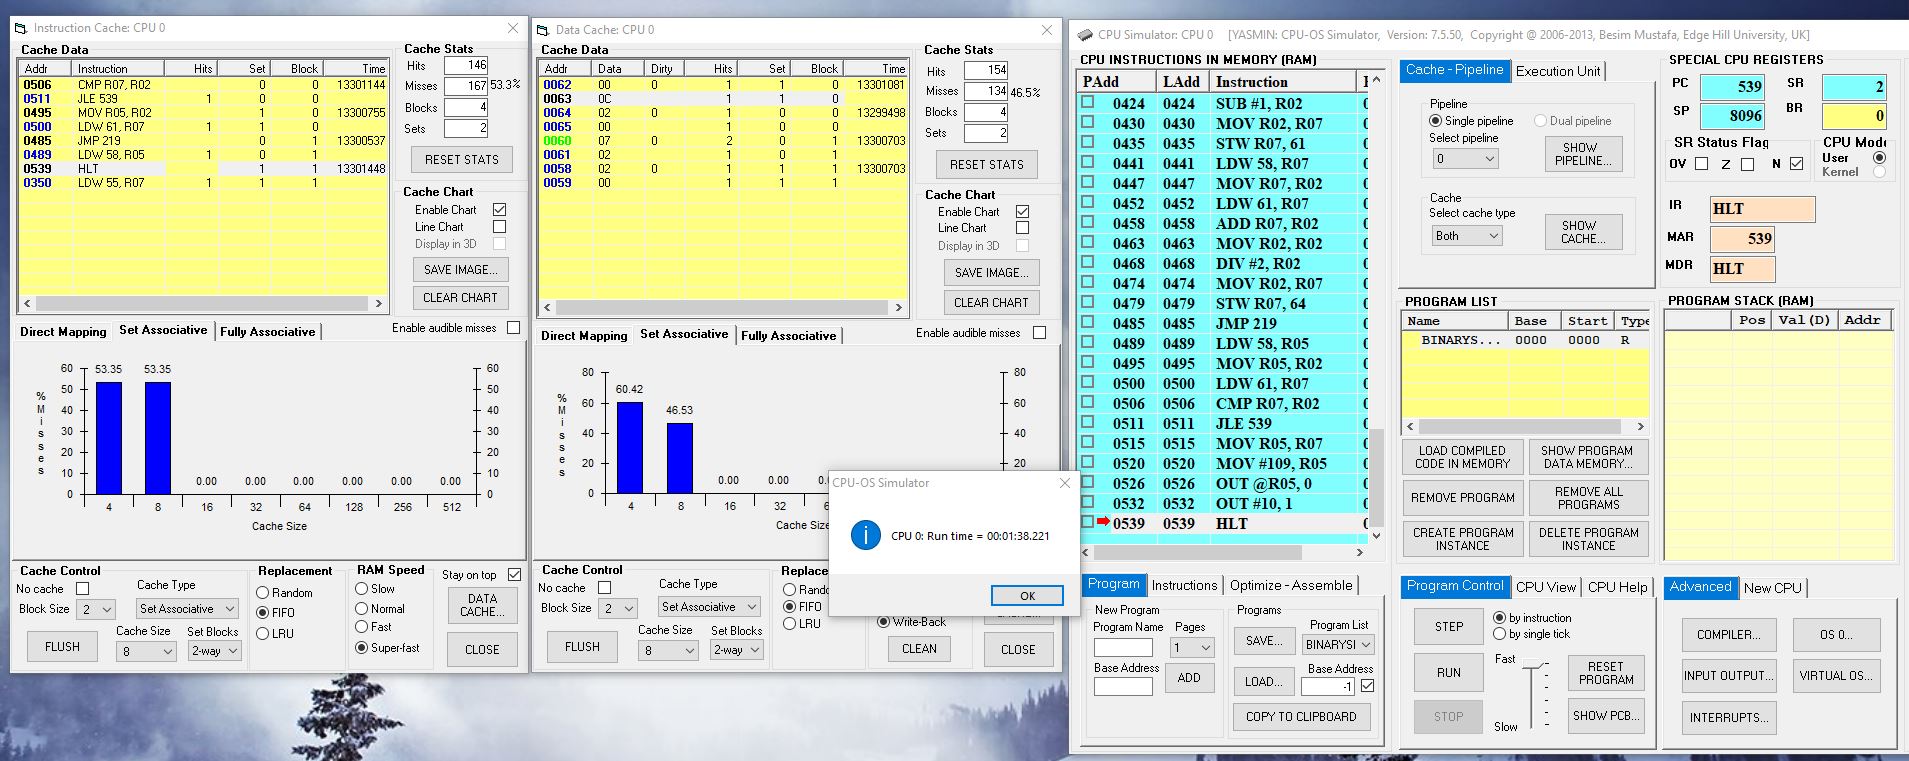 Instruction Cache: CPU 0
Cache Data
Addr Instruction Hits Set Block Time
0506 CMP R07, R02 0 0 13301144
0511 JLE 539 1 0 0
0495 MOV R05, R02 1 0 13300755
0500 LDW 61, R07 1 1 0
0485 JMP 219 0 1 13300537
0489 LDW 58, R05 1 0 1
0539 HLT 1 1 13301448
0350 LDW 55, R07 1 1 1
Cache Stats
Hits 146
Misses 167 53.3%
Blocks 4
Sets 2
RESET STATS
Cache Chart
Enable Chart
Line Chart
Display in 3D
SAVE IMAGE...
CLEAR CHART
Direct Mapping Set Associative Fully Associative
Enable audible misses
% Misses
60 50 40 30 20 10 0
53.35 53.35 0.00 0.00 0.00 0.00 0.00 0.00
60 50 40 30 20 10 0
4 8 16 32 64 128 256 512
Cache Size
Cache Control
No cache
Cache Type
Block Size 2 Set Associative
Cache Size Set Blocks
FLUSH 8 2-way
Replacement
Random
FIFO
LRU
RAM Speed
Slow
Normal
Fast
Super-fast
Stay on top
DATA CACHE...
CLOSE
Data Cache: CPU 0
Cache Data
Addr Data Dirty Hits Set Block Time
0062 00 0 1 1 0 13301081
0063 0C 1 1 0
0064 02 0 1 1 0 13299498
0065 00 1 1 0
0060 07 0 2 0 1 13300703
0061 02 1 0 1
0058 02 0 1 1 1 13300703
0059 00 1 1 1
Cache Stats
Hits 154
Misses 134 46.5%
Blocks 4
Sets 2
RESET STATS
Cache Chart
Enable Chart
Line Chart
Display in 3D
SAVE IMAGE...
CLEAR CHART
Direct Mapping Set Associative Fully Associative
Enable audible misses
% Misses
80 60 40 20 0
60.42 46.53 0.00 0.00
80 60 40 20
4 8 16 32
Cache Size
Cache Control
No cache
Cache Type
Block Size 2 Set Associative
Cache Size Set Blocks
FLUSH 8 2-way
FIFO
LRU
Write-Back
CLEAN
CLOSE
CPU-OS Simulator
CPU 0: Run time = 00:01:38.221
OK
CPU Simulator: CPU 0 [YASMIN: CPU-OS Simulator, Version: 7.5.50, Copyright @ 2006-2013, Besim Mustafa, Edge Hill University, UK]
CPU INSTRUCTIONS IN MEMORY (RAM)
PAdd LAdd Instruction
0424 0424 SUB #1, R02
0430 0430 MOV R02, R07
0435 0435 STW R07, 61
0441 0441 LDW 58, R07
0447 0447 MOV R07, R02
0452 0452 LDW 61, R07
0458 0458 ADD R07, R02
0463 0463 MOV R02, R02
0468 0468 DIV #2, R02
0474 0474 MOV R02, R07
0479 0479 STW R07, 64
0485 0485 JMP 219
0489 0489 LDW 58, R05
0495 0495 MOV R05, R02
0500 0500 LDW 61, R07
0506 0506 CMP R07, R02
0511 0511 JLE 539
0515 0515 MOV R05, R07
0520 0520 MOV #109, R05
0526 0526 OUT @R05, 0
0532 0532 OUT #10, 1
0539 0539 HLT
Program Instructions Optimize - Assemble
New Program
Program Name Pages
1
Base Address
ADD
Programs
SAVE... Program List
BINARYSI
Base Address
LOAD... -1
COPY TO CLIPBOARD
Cache - Pipeline Execution Unit
Pipeline
Single pipeline Dual pipeline
Select pipeline
0
SHOW PIPELINE...
Cache
Select cache type
Both
SHOW CACHE...
SPECIAL CPU REGISTERS
PC 539 SR 2
SP 8096 BR 0
SR Status Flag
OV Z N
CPU Mode
User
Kernel
IR HLT
MAR 539
MDR HLT
PROGRAM LIST
Name Base Start Type
BINARYS... 0000 0000 R
LOAD COMPILED CODE IN MEMORY
SHOW PROGRAM DATA MEMORY...
REMOVE PROGRAM
REMOVE ALL PROGRAMS
CREATE PROGRAM INSTANCE
DELETE PROGRAM INSTANCE
PROGRAM STACK (RAM)
Pos Val(D) Addr
Program Control CPU View CPU Help
STEP
by instruction
by single tick
RUN
Fast
Slow
RESET PROGRAM
STOP
SHOW PCB...
Advanced New CPU
COMPILER... OS 0...
INPUT OUTPUT... VIRTUAL OS...
INTERRUPTS...